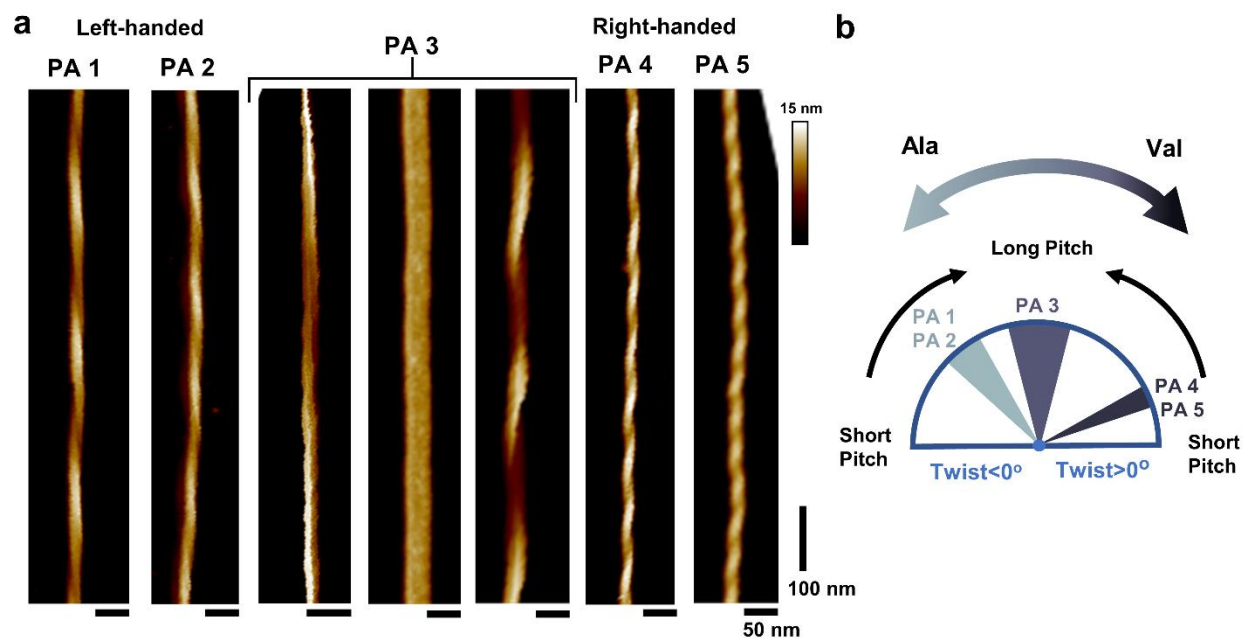 a
Left-handed
PA 1
PA 2
PA 3
Right-handed
PA 4
PA 5
15 nm
100 nm
50 nm
b
Ala
Val
Long Pitch
PA 1
PA 2
PA 3
PA 4
PA 5
Short
Pitch
Short
Pitch
Twist<0°
Twist>0°